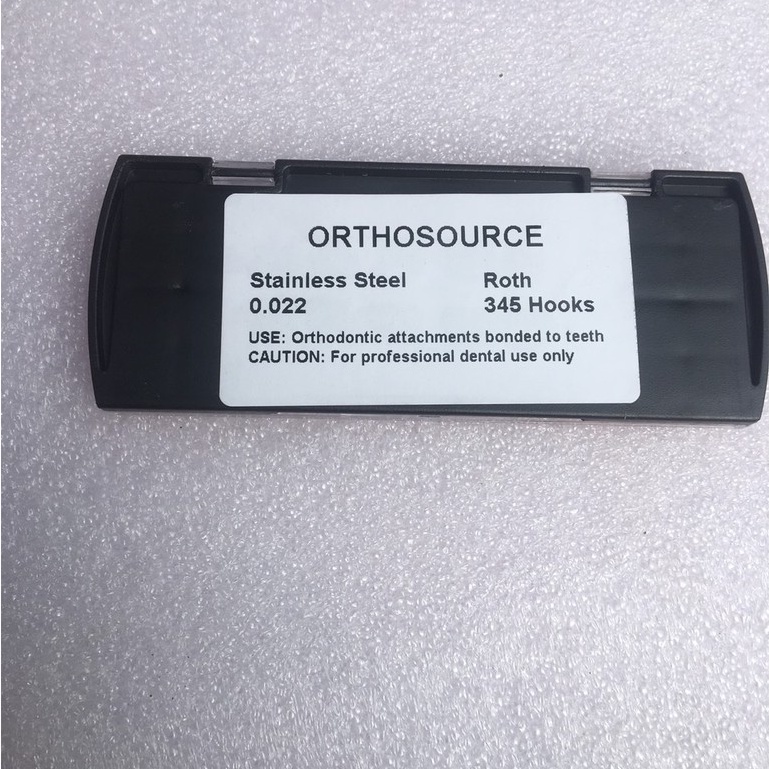 ORTHOSOURCE
Stainless Steel Roth
0.022 345 Hooks
USE: Orthodontic attachments bonded to teeth
CAUTION: For professional dental use only